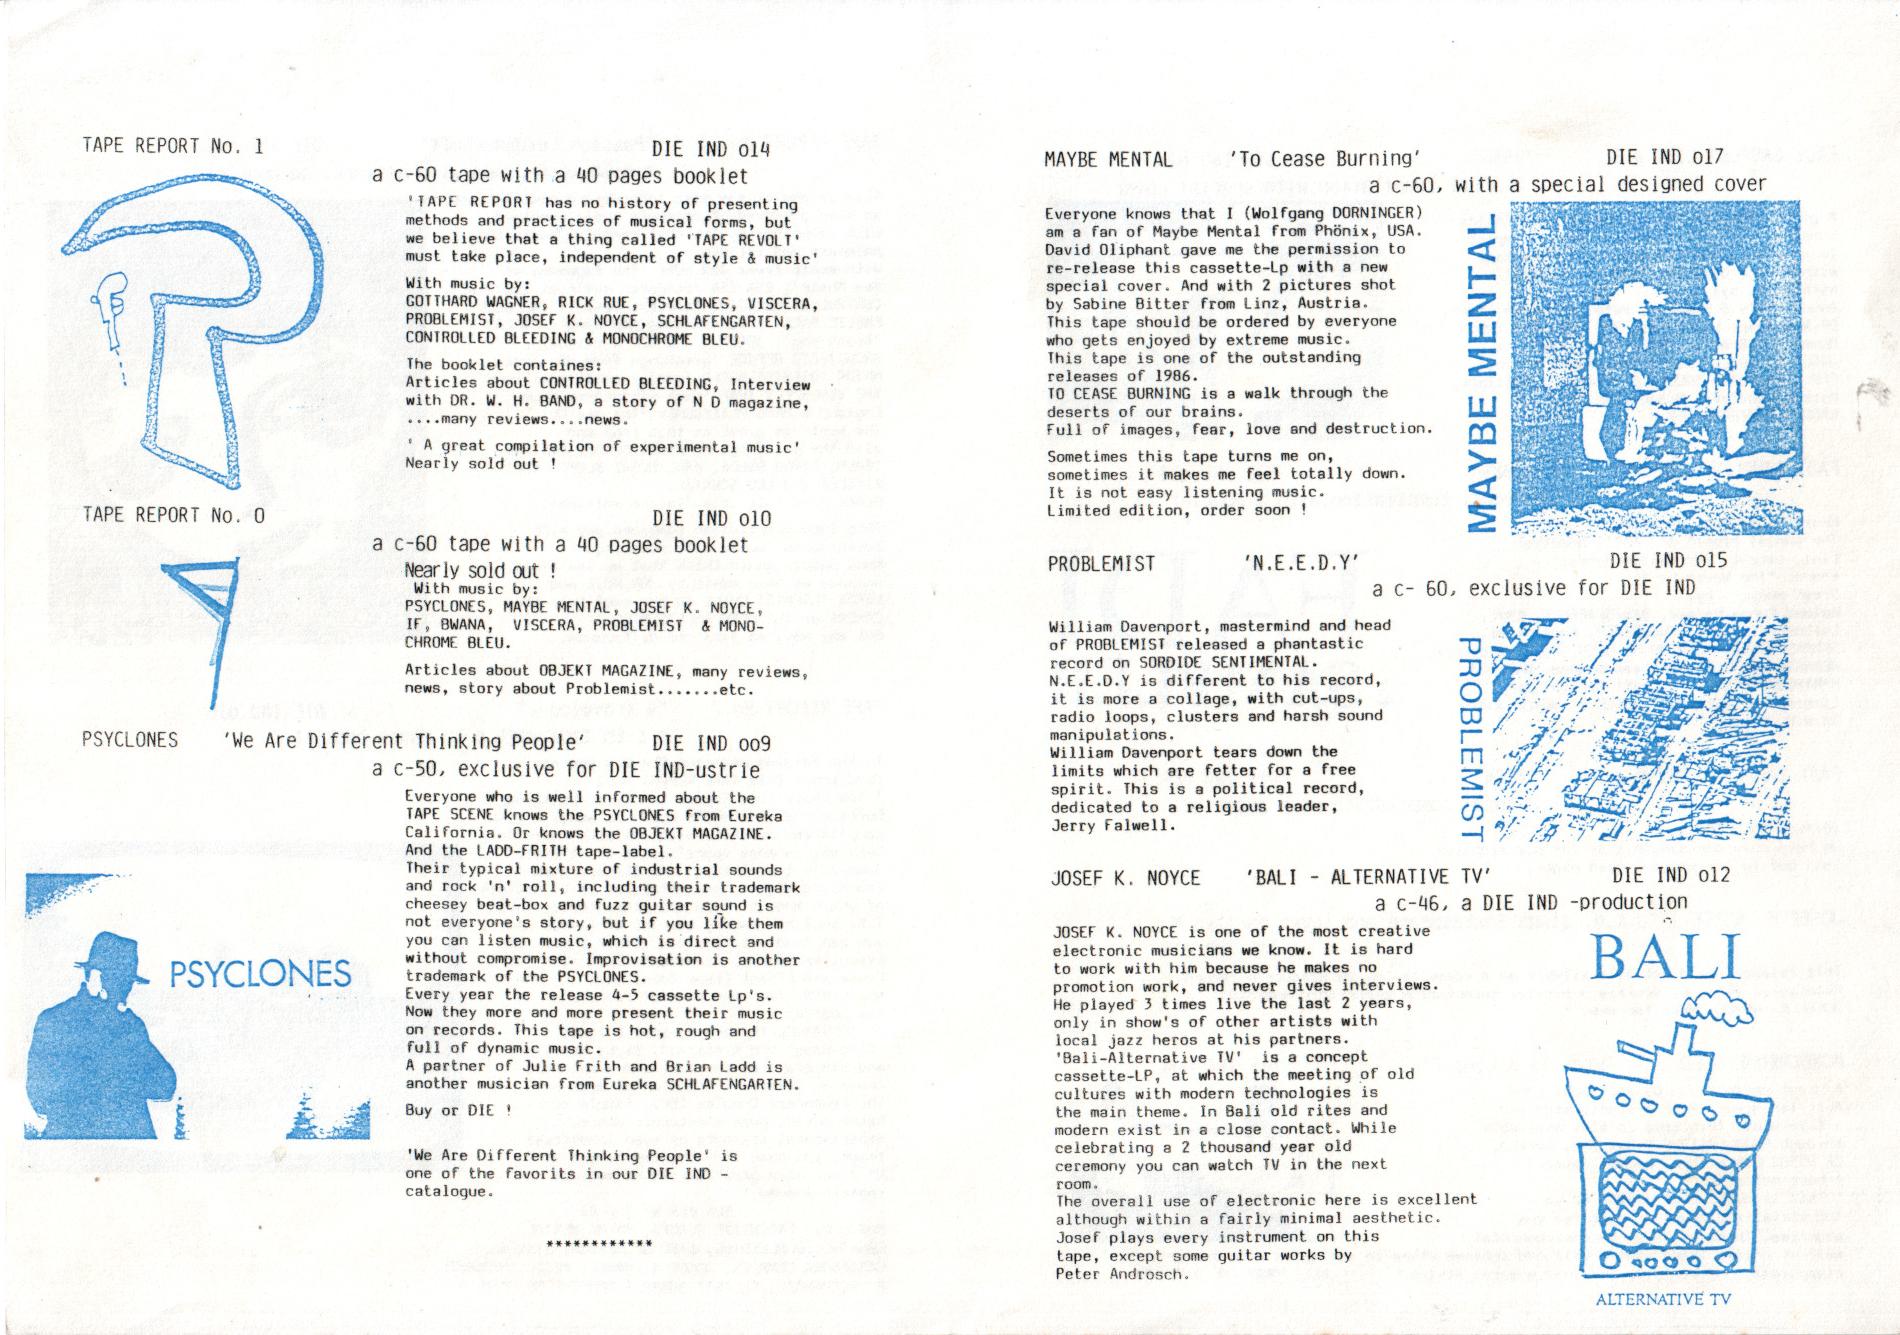 TAPE REPORT No. 1 DIE IND o14
a c-60 tape with a 40 pages booklet
'TAPE REPORT has no history of presenting
methods and practices of musical forms, but
we believe that a thing called 'TAPE REVOLT'
must take place, independent of style & music'
With music by:
GOTTHARD WAGNER, RICK RUE, PSYCLONES, VISCERA,
PROBLEMIST, JOSEF K. NOYCE, SCHLAFENGARTEN,
CONTROLLED BLEEDING & MONOCHROME BLEU.
The booklet containes:
Articles about CONTROLLED BLEEDING, Interview
with DR. W. H. BAND, a story of N D magazine,
....many reviews....news.
' A great compilation of experimental music'
Nearly sold out !
TAPE REPORT No. 0 DIE IND o10
a c-60 tape with a 40 pages booklet
Nearly sold out !
With music by:
PSYCLONES, MAYBE MENTAL, JOSEF K. NOYCE,
IF, BWANA, VISCERA, PROBLEMIST & MONO-
CHROME BLEU.
Articles about OBJEKT MAGAZINE, many reviews,
news, story about Problemist.......etc.
PSYCLONES 'We Are Different Thinking People' DIE IND oo9
a c-50, exclusive for DIE IND-ustrie
Everyone who is well informed about the
TAPE SCENE knows the PSYCLONES from Eureka
California. Or knows the OBJEKT MAGAZINE.
And the LADD-FRITH tape-label.
Their typical mixture of industrial sounds
and rock 'n' roll, including their trademark
cheesey beat-box and fuzz guitar sound is
not everyone's story, but if you like them
you can listen music, which is direct and
without compromise. Improvisation is another
trademark of the PSYCLONES.
Every year the release 4-5 cassette Lp's.
Now they more and more present their music
on records. This tape is hot, rough and
full of dynamic music.
A partner of Julie Frith and Brian Ladd is
another musician from Eureka SCHLAFENGARTEN.
Buy or DIE !
'We Are Different Thinking People' is
one of the favorits in our DIE IND -
catalogue.
************
PSYCLONES
MAYBE MENTAL 'To Cease Burning' DIE IND o17
a c-60, with a special designed cover
Everyone knows that I (Wolfgang DORNINGER)
am a fan of Maybe Mental from Phönix, USA.
David Oliphant gave me the permission to
re-release this cassette-Lp with a new
special cover. And with 2 pictures shot
by Sabine Bitter from Linz, Austria.
This tape should be ordered by everyone
who gets enjoyed by extreme music.
This tape is one of the outstanding
releases of 1986.
TO CEASE BURNING is a walk through the
deserts of our brains.
Full of images, fear, love and destruction.
Sometimes this tape turns me on,
sometimes it makes me feel totally down.
It is not easy listening music.
Limited edition, order soon !
MAYBE MENTAL
PROBLEMIST 'N.E.E.D.Y' DIE IND o15
a c- 60, exclusive for DIE IND
William Davenport, mastermind and head
of PROBLEMIST released a phantastic
record on SORDIDE SENTIMENTAL.
N.E.E.D.Y is different to his record,
it is more a collage, with cut-ups,
radio loops, clusters and harsh sound
manipulations.
William Davenport tears down the
limits which are fetter for a free
spirit. This is a political record,
dedicated to a religious leader,
Jerry Falwell.
PROBLEMIST
JOSEF K. NOYCE 'BALI - ALTERNATIVE TV' DIE IND o12
a c-46, a DIE IND -production
JOSEF K. NOYCE is one of the most creative
electronic musicians we know. It is hard
to work with him because he makes no
promotion work, and never gives interviews.
He played 3 times live the last 2 years,
only in show's of other artists with
local jazz heros at his partners.
'Bali-Alternative TV' is a concept
cassette-LP, at which the meeting of old
cultures with modern technologies is
the main theme. In Bali old rites and
modern exist in a close contact. While
celebrating a 2 thousand year old
ceremony you can watch TV in the next
room.
The overall use of electronic here is excellent
although within a fairly minimal aesthetic.
Josef plays every instrument on this
tape, except some guitar works by
Peter Androsch.
BALI
ALTERNATIVE TV